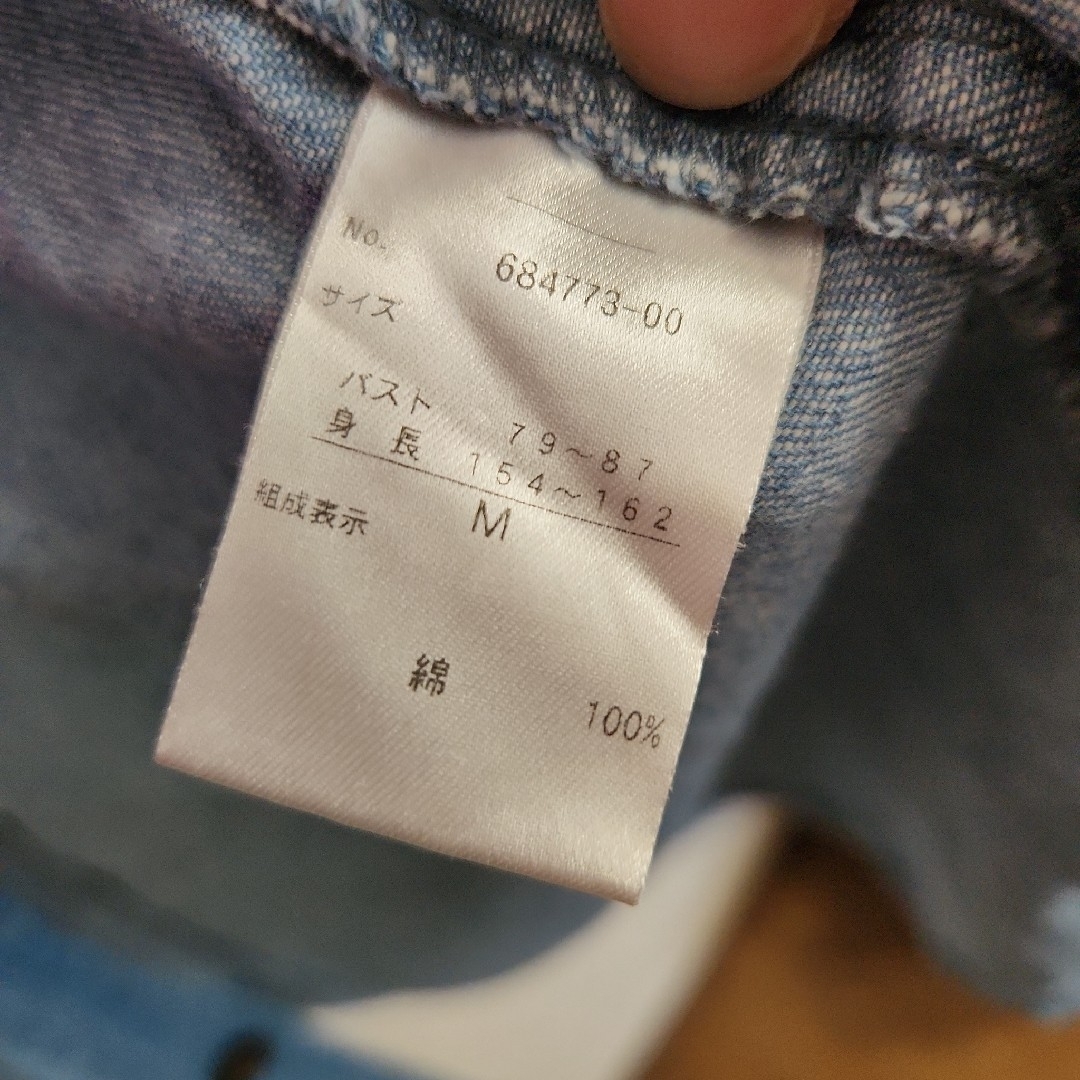 No. 684773-00
サイズ
バスト 79~87
身 長 154~162
M
組成表示
綿 100%